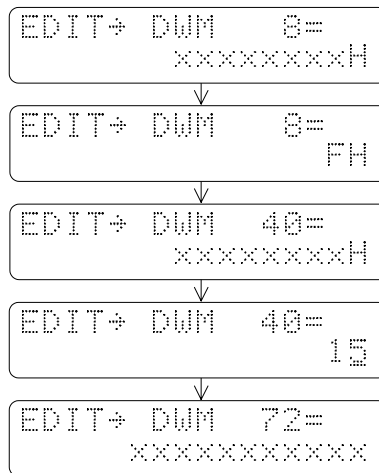 EDIT→ DWM 8=
xxxxxxxxH
EDIT→ DWM 8=
FH
EDIT→ DWM 40=
xxxxxxxxH
EDIT→ DWM 40=
15
EDIT→ DWM 72=
xxxxxxxxxx